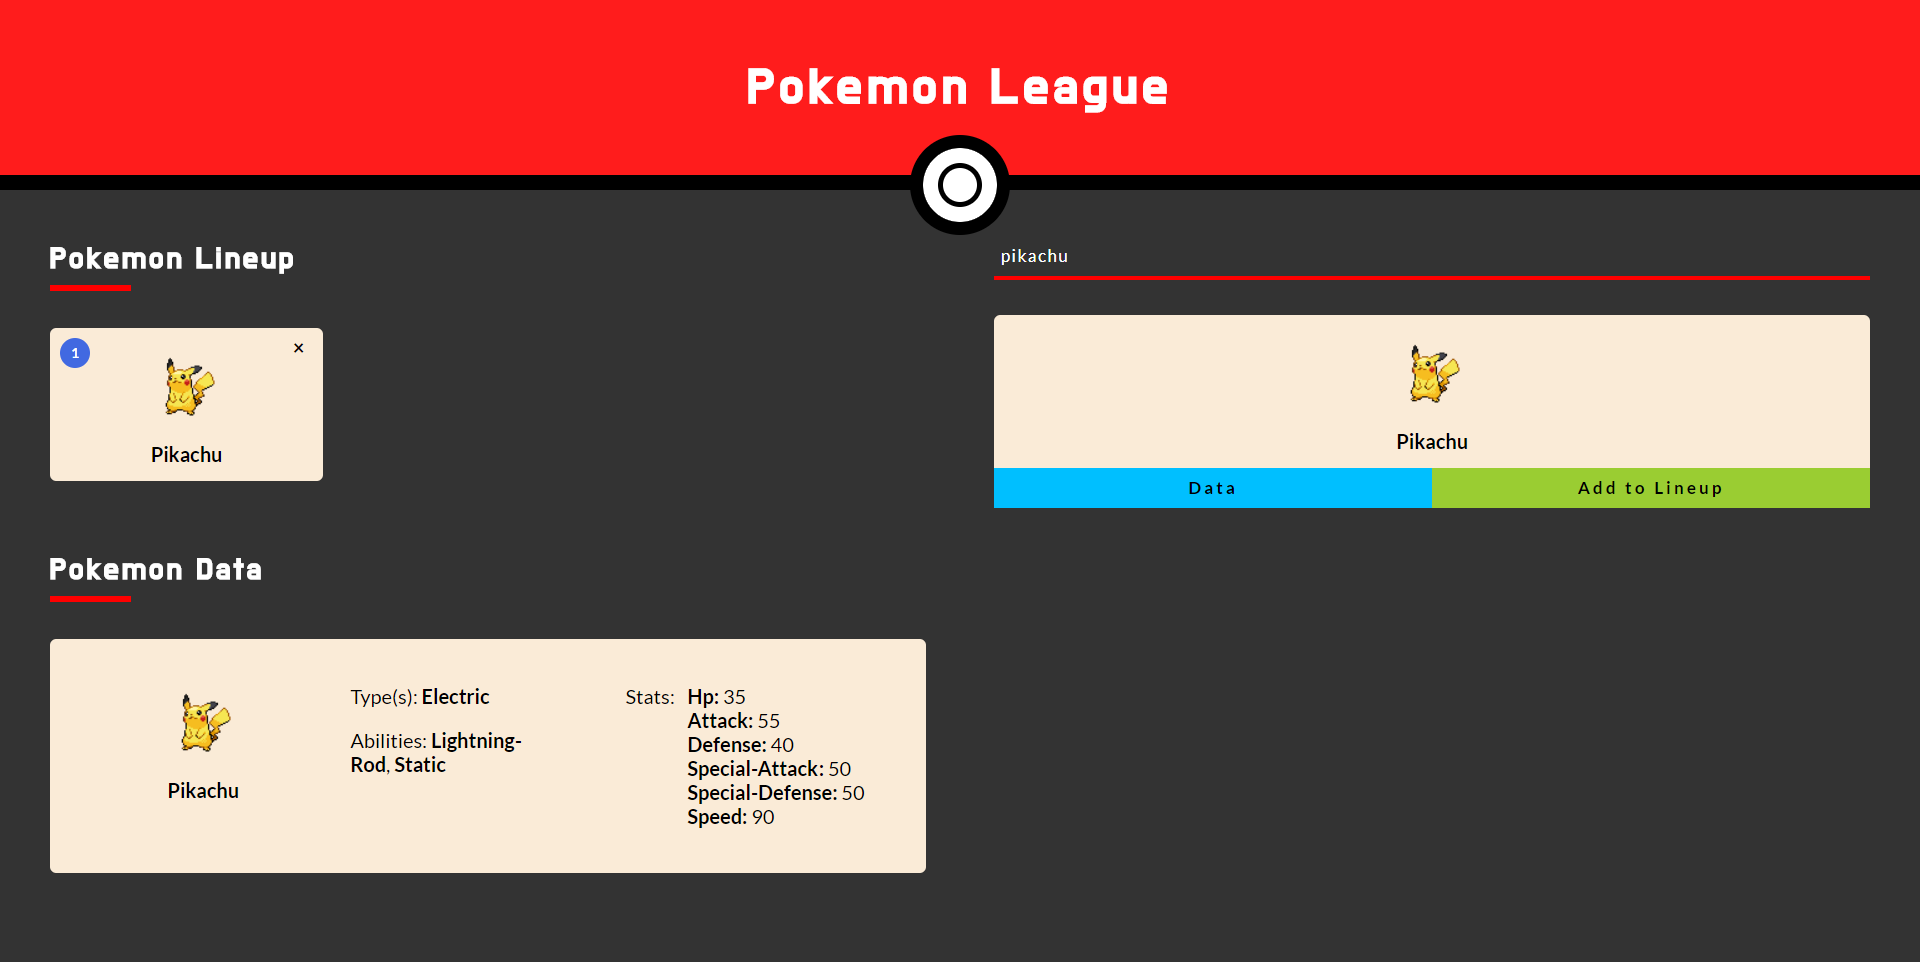 Pokemon League
Pokemon Lineup
1
×
Pikachu
pikachu
Pikachu
Data
Add to Lineup
Pokemon Data
Pikachu
Type(s): Electric
Abilities: Lightning-
Rod, Static
Stats: Hp: 35
Attack: 55
Defense: 40
Special-Attack: 50
Special-Defense: 50
Speed: 90